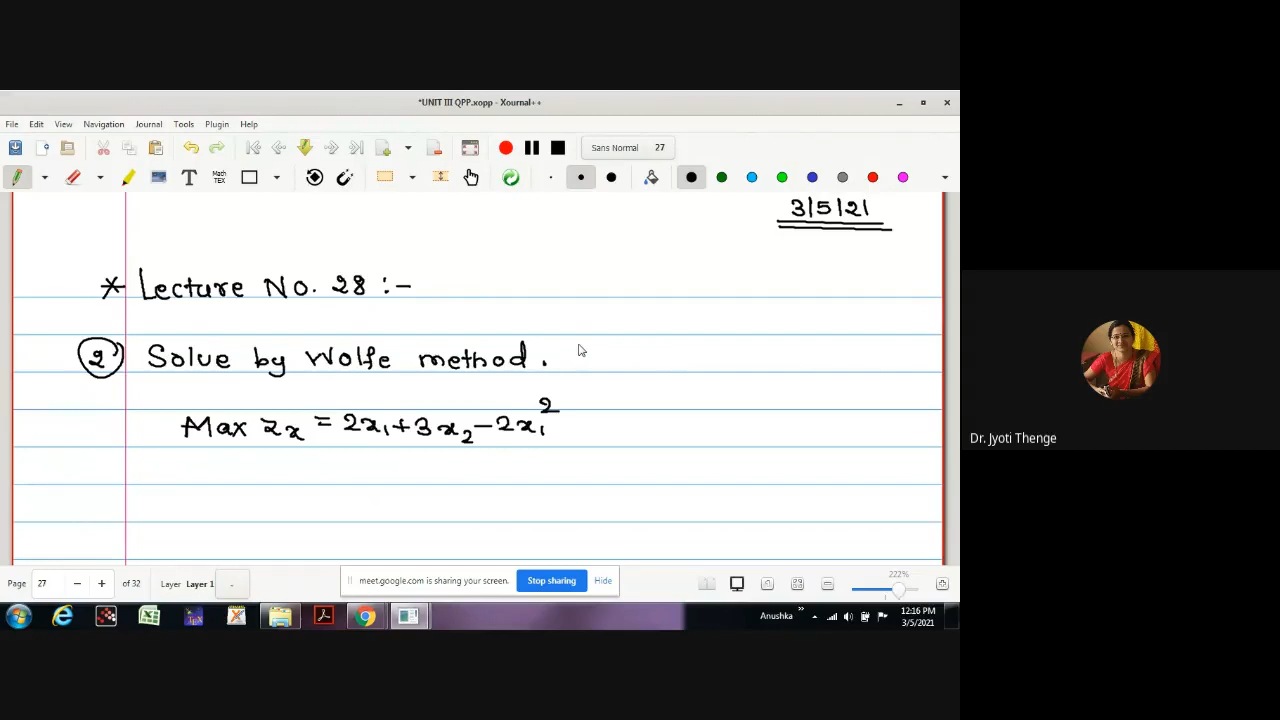 *UNIT III QPP.xopp - Xournal++
File Edit View Navigation Journal Tools Plugin Help
Sans Normal 27
T Math TEX
3|5|21
* Lecture No. 28 :-
2) Solve by Wolfe method.
Max Zx = 2x₁+3x₂-2x₁²
Dr. Jyoti Thenge
Page 27 of 32 Layer Layer 1
meet.google.com is sharing your screen. Stop sharing Hide
222%
Anushka
12:16 PM
3/5/2021